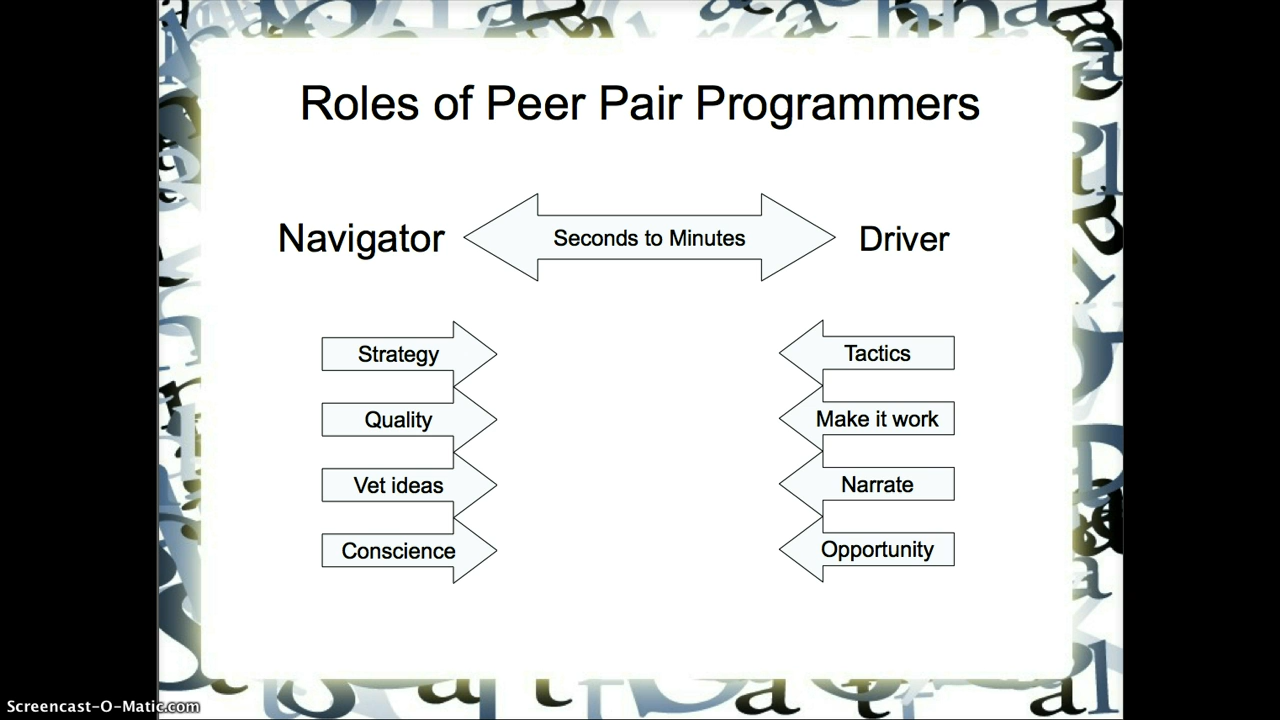 Roles of Peer Pair Programmers
Navigator
Seconds to Minutes
Driver
Strategy
Quality
Vet ideas
Conscience
Tactics
Make it work
Narrate
Opportunity
Screencast-O-Matic.com